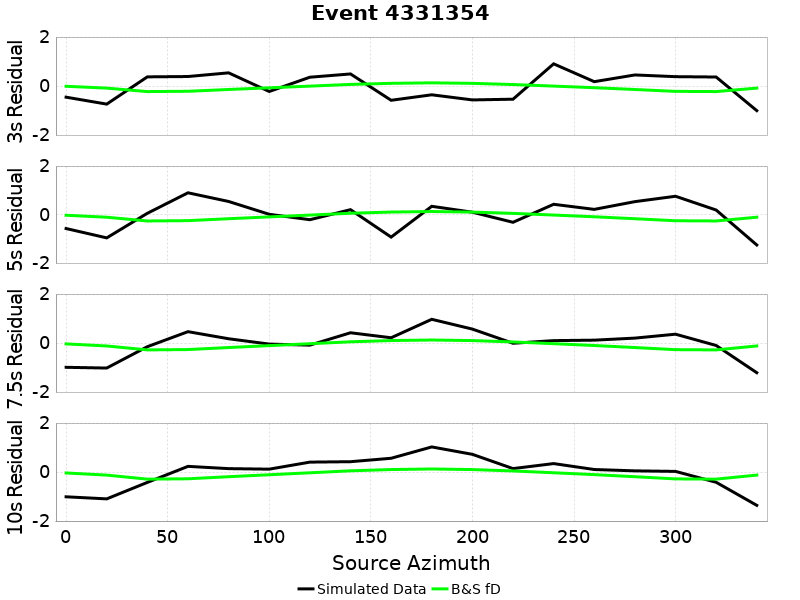 Event 4331354
3s Residual
2
0
-2
5s Residual
2
0
-2
7.5s Residual
2
0
-2
10s Residual
2
0
-2
0 50 100 150 200 250 300
Source Azimuth
Simulated Data B&S fD